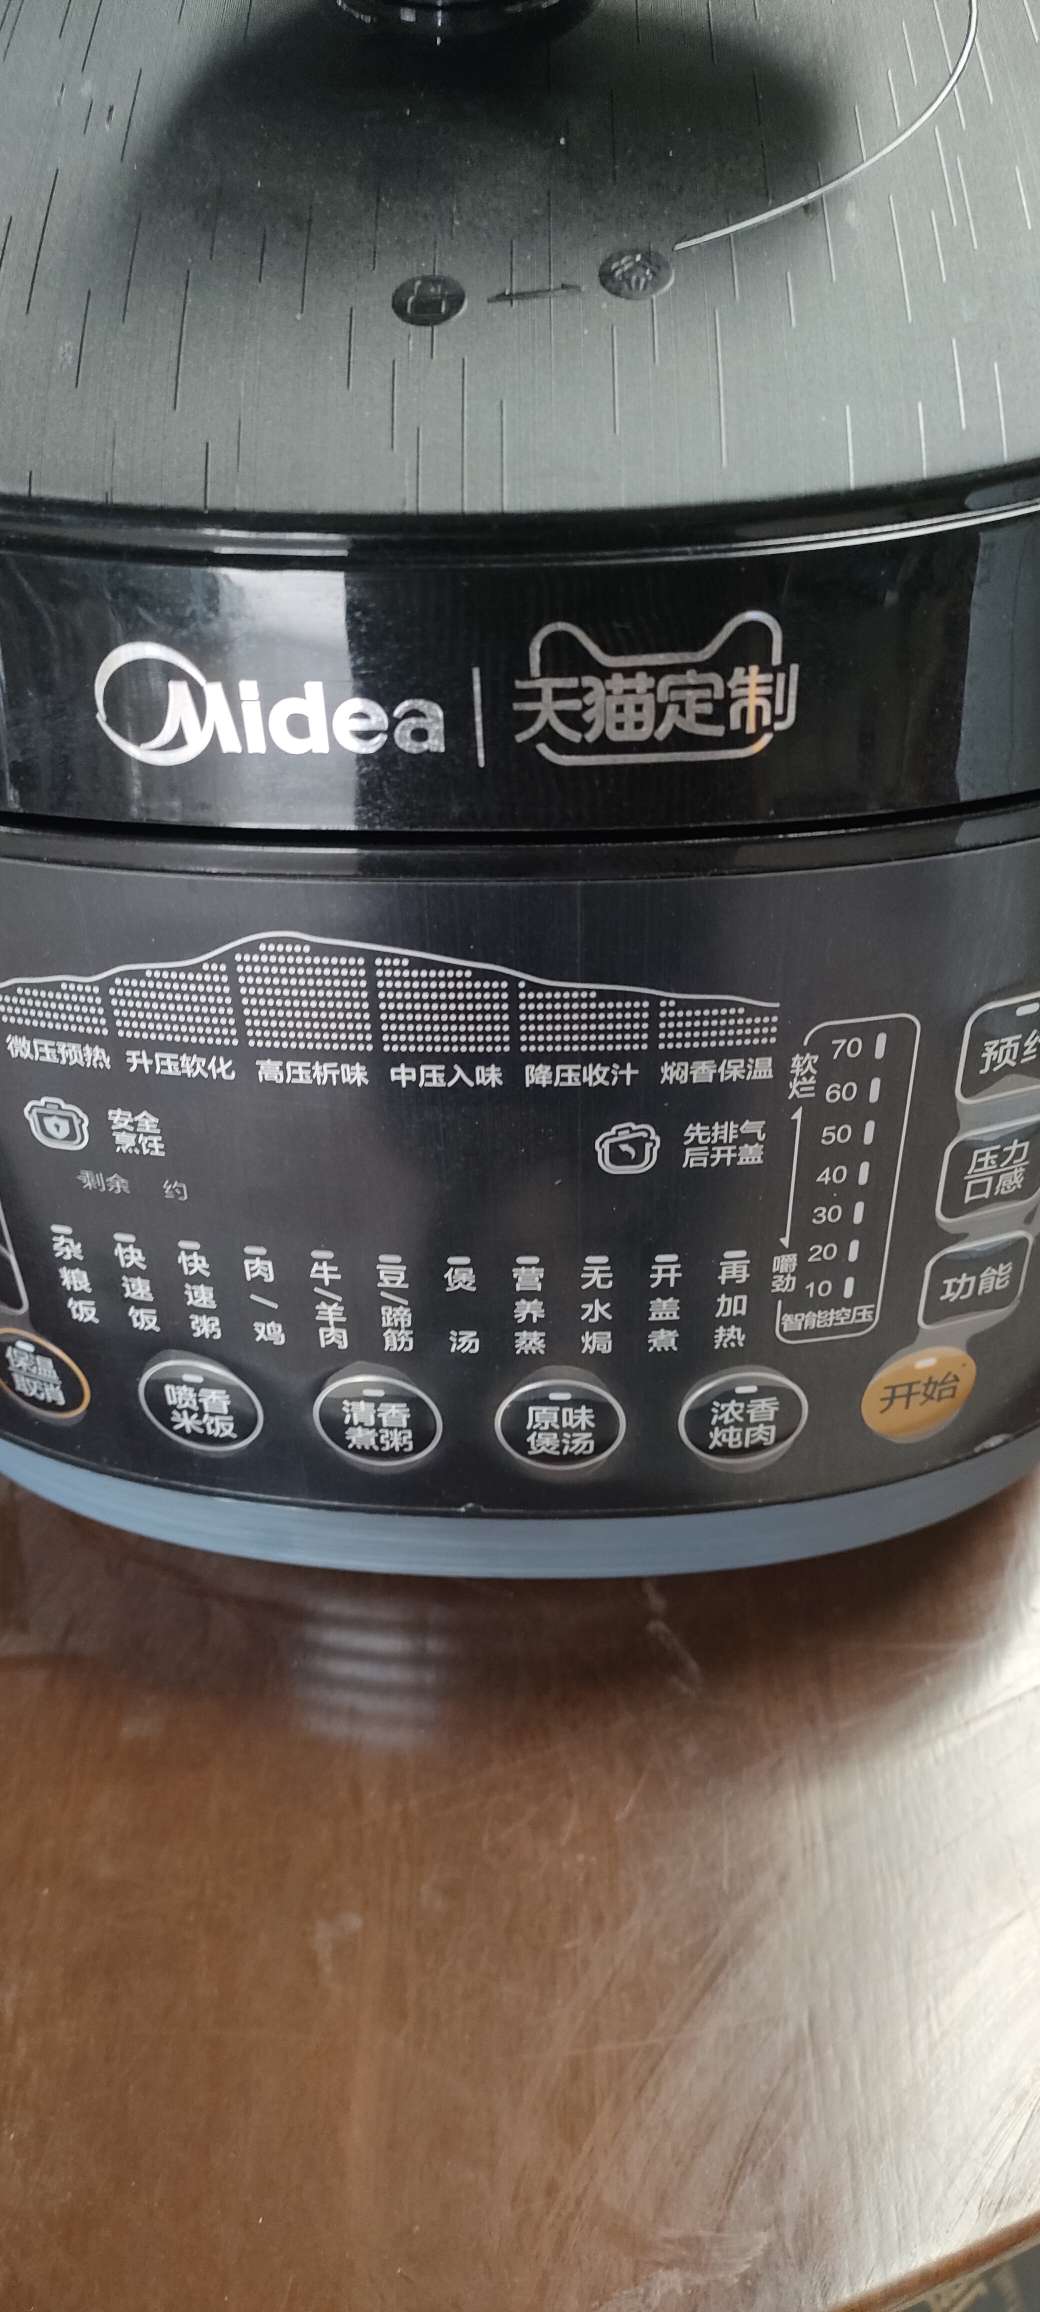 Midea
天猫定制
微压预热
升压软化
高压析味
中压入味
降压收汁
焖香保温
安全
烹饪
先排气
后开盖
剩余 约
软烂
70
60
50
40
30
20
10
嚼劲
智能控压
压力
口感
功能
杂粮饭
快速饭
快速粥
肉/鸡
牛/羊肉
豆/蹄筋
煲汤
营养蒸
无水焗
开盖煮
再加热
保温
取消
喷香
米饭
清香
煮粥
原味
煲汤
浓香
炖肉
开始